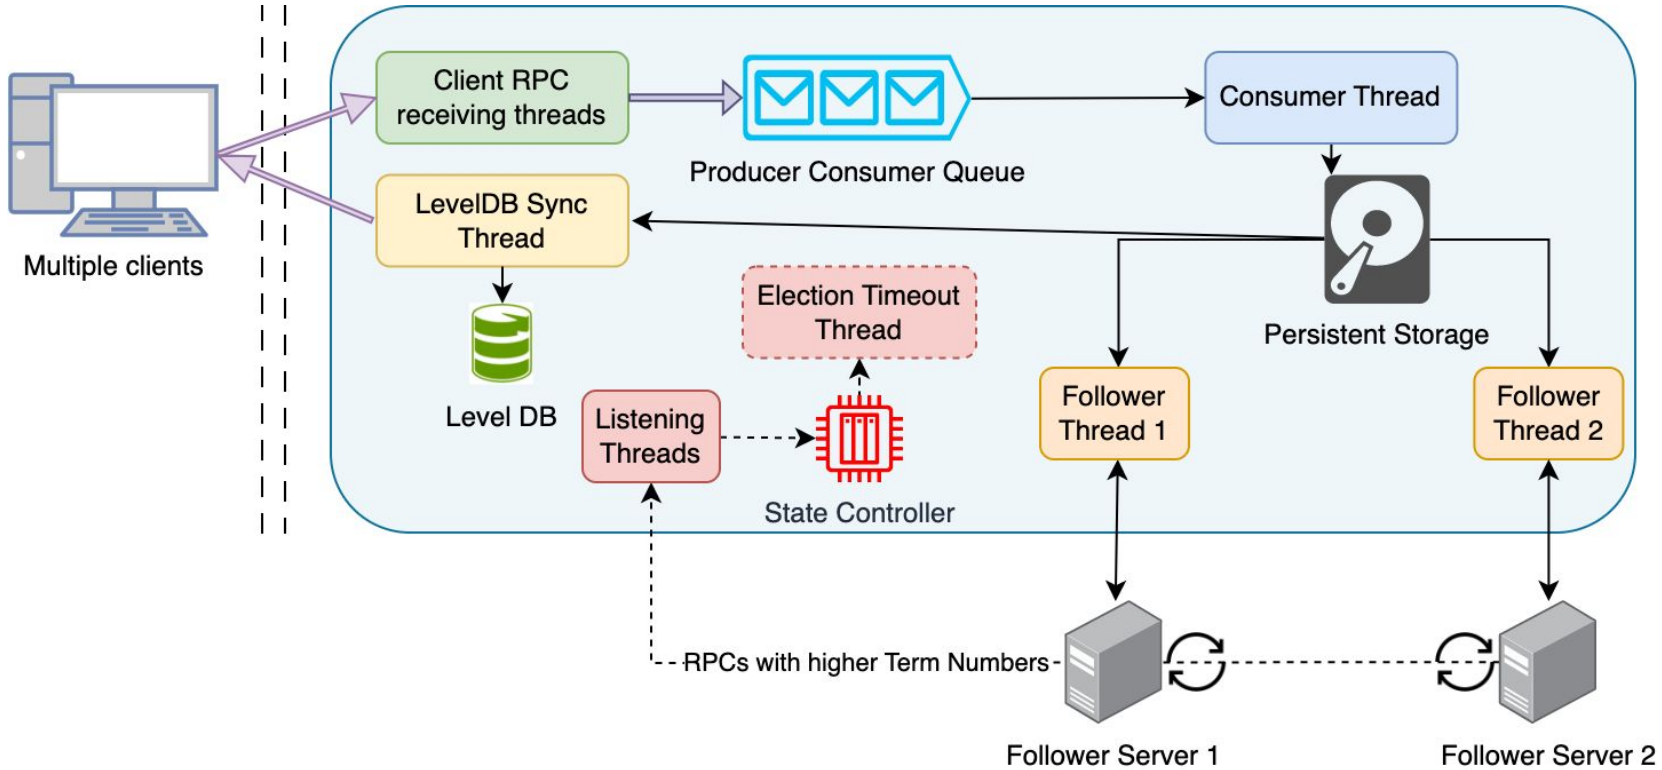 Client RPC
receiving threads
Consumer Thread
Producer Consumer Queue
LevelDB Sync
Thread
Multiple clients
Election Timeout
Thread
Persistent Storage
Level DB
Listening
Threads
Follower
Thread 1
Follower
Thread 2
State Controller
RPCs with higher Term Numbers
Follower Server 1
Follower Server 2